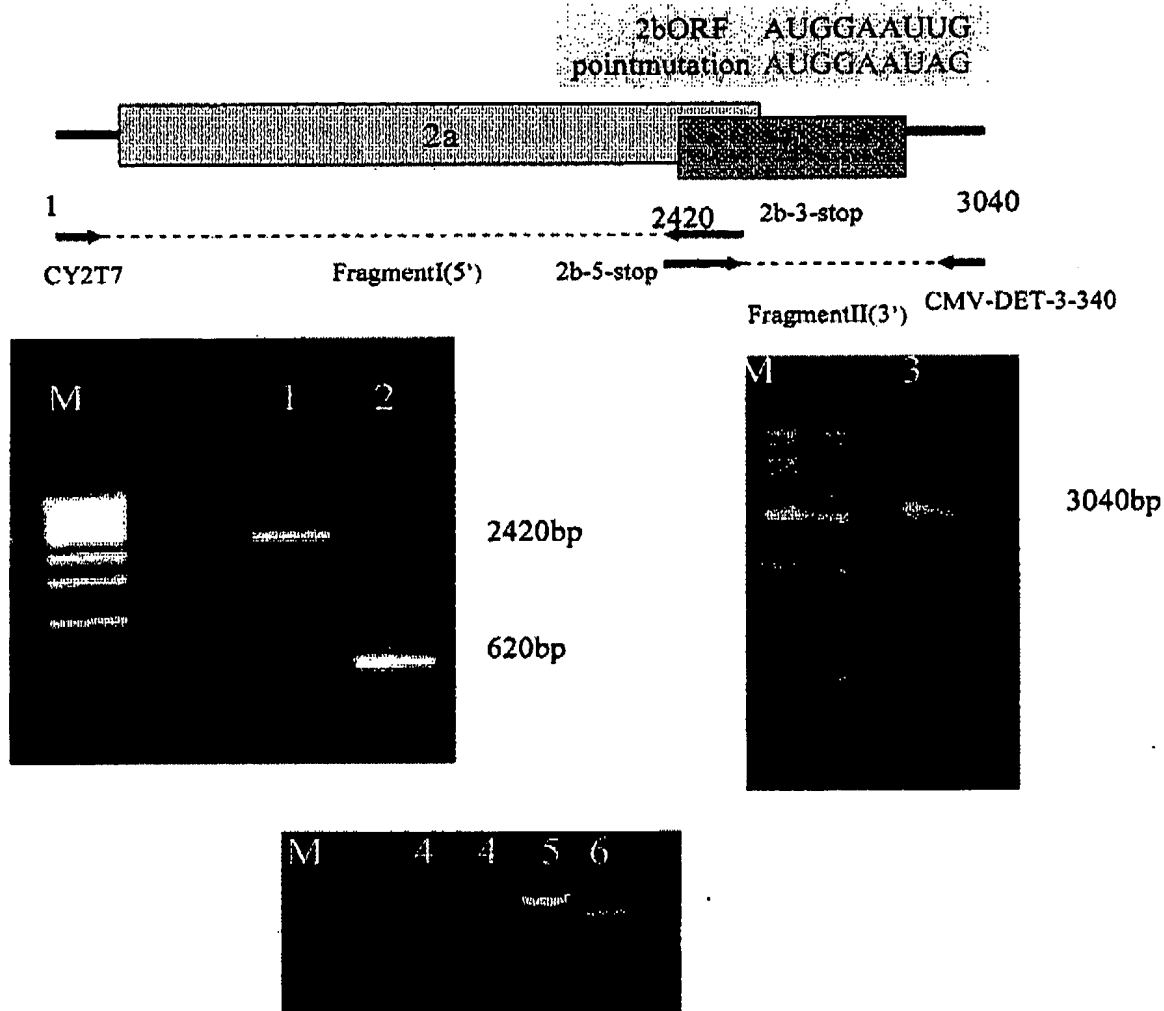 2bORF AUGGAAUUG
pointmutation AUGGAAUAG
2a
1
2420
2b-3-stop
3040
CY2T7
FragmentI(5')
2b-5-stop
FragmentII(3')
CMV-DET-3-340
M 1 2
2420bp
620bp
M 3
3040bp
M 4 4 5 6